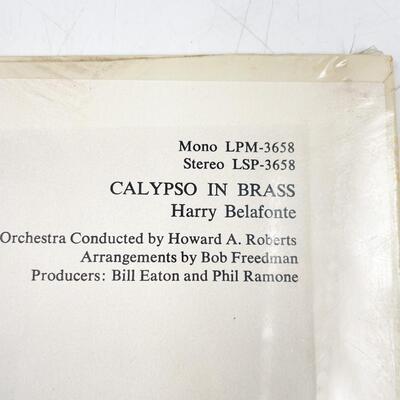 Mono LPM-3658
Stereo LSP-3658
CALYPSO IN BRASS
Harry Belafonte
Orchestra Conducted by Howard A. Roberts
Arrangements by Bob Freedman
Producers: Bill Eaton and Phil Ramone